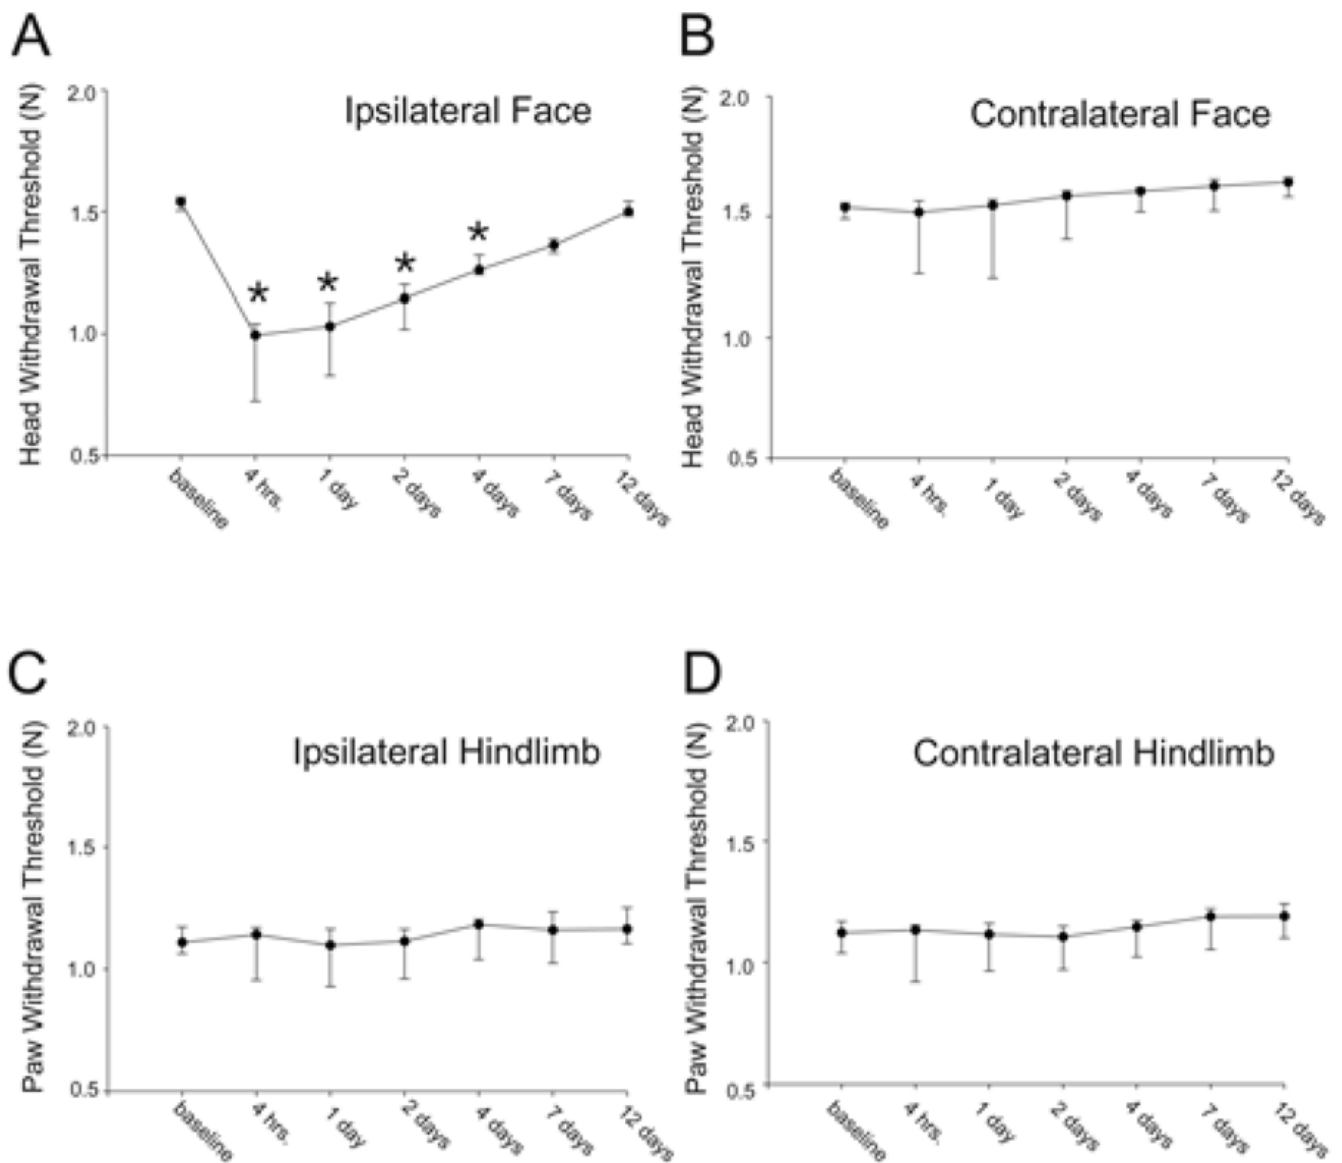 A
Ipsilateral Face
Head Withdrawal Threshold (N)
2.0
1.5
1.0
0.5
* * * *
baseline
4 hrs.
1 day
2 days
4 days
7 days
12 days
B
Contralateral Face
Head Withdrawal Threshold (N)
2.0
1.5
1.0
0.5
baseline
4 hrs.
1 day
2 days
4 days
7 days
12 days
C
Ipsilateral Hindlimb
Paw Withdrawal Threshold (N)
2.0
1.5
1.0
0.5
baseline
4 hrs.
1 day
2 days
4 days
7 days
12 days
D
Contralateral Hindlimb
Paw Withdrawal Threshold (N)
2.0
1.5
1.0
0.5
baseline
4 hrs.
1 day
2 days
4 days
7 days
12 days